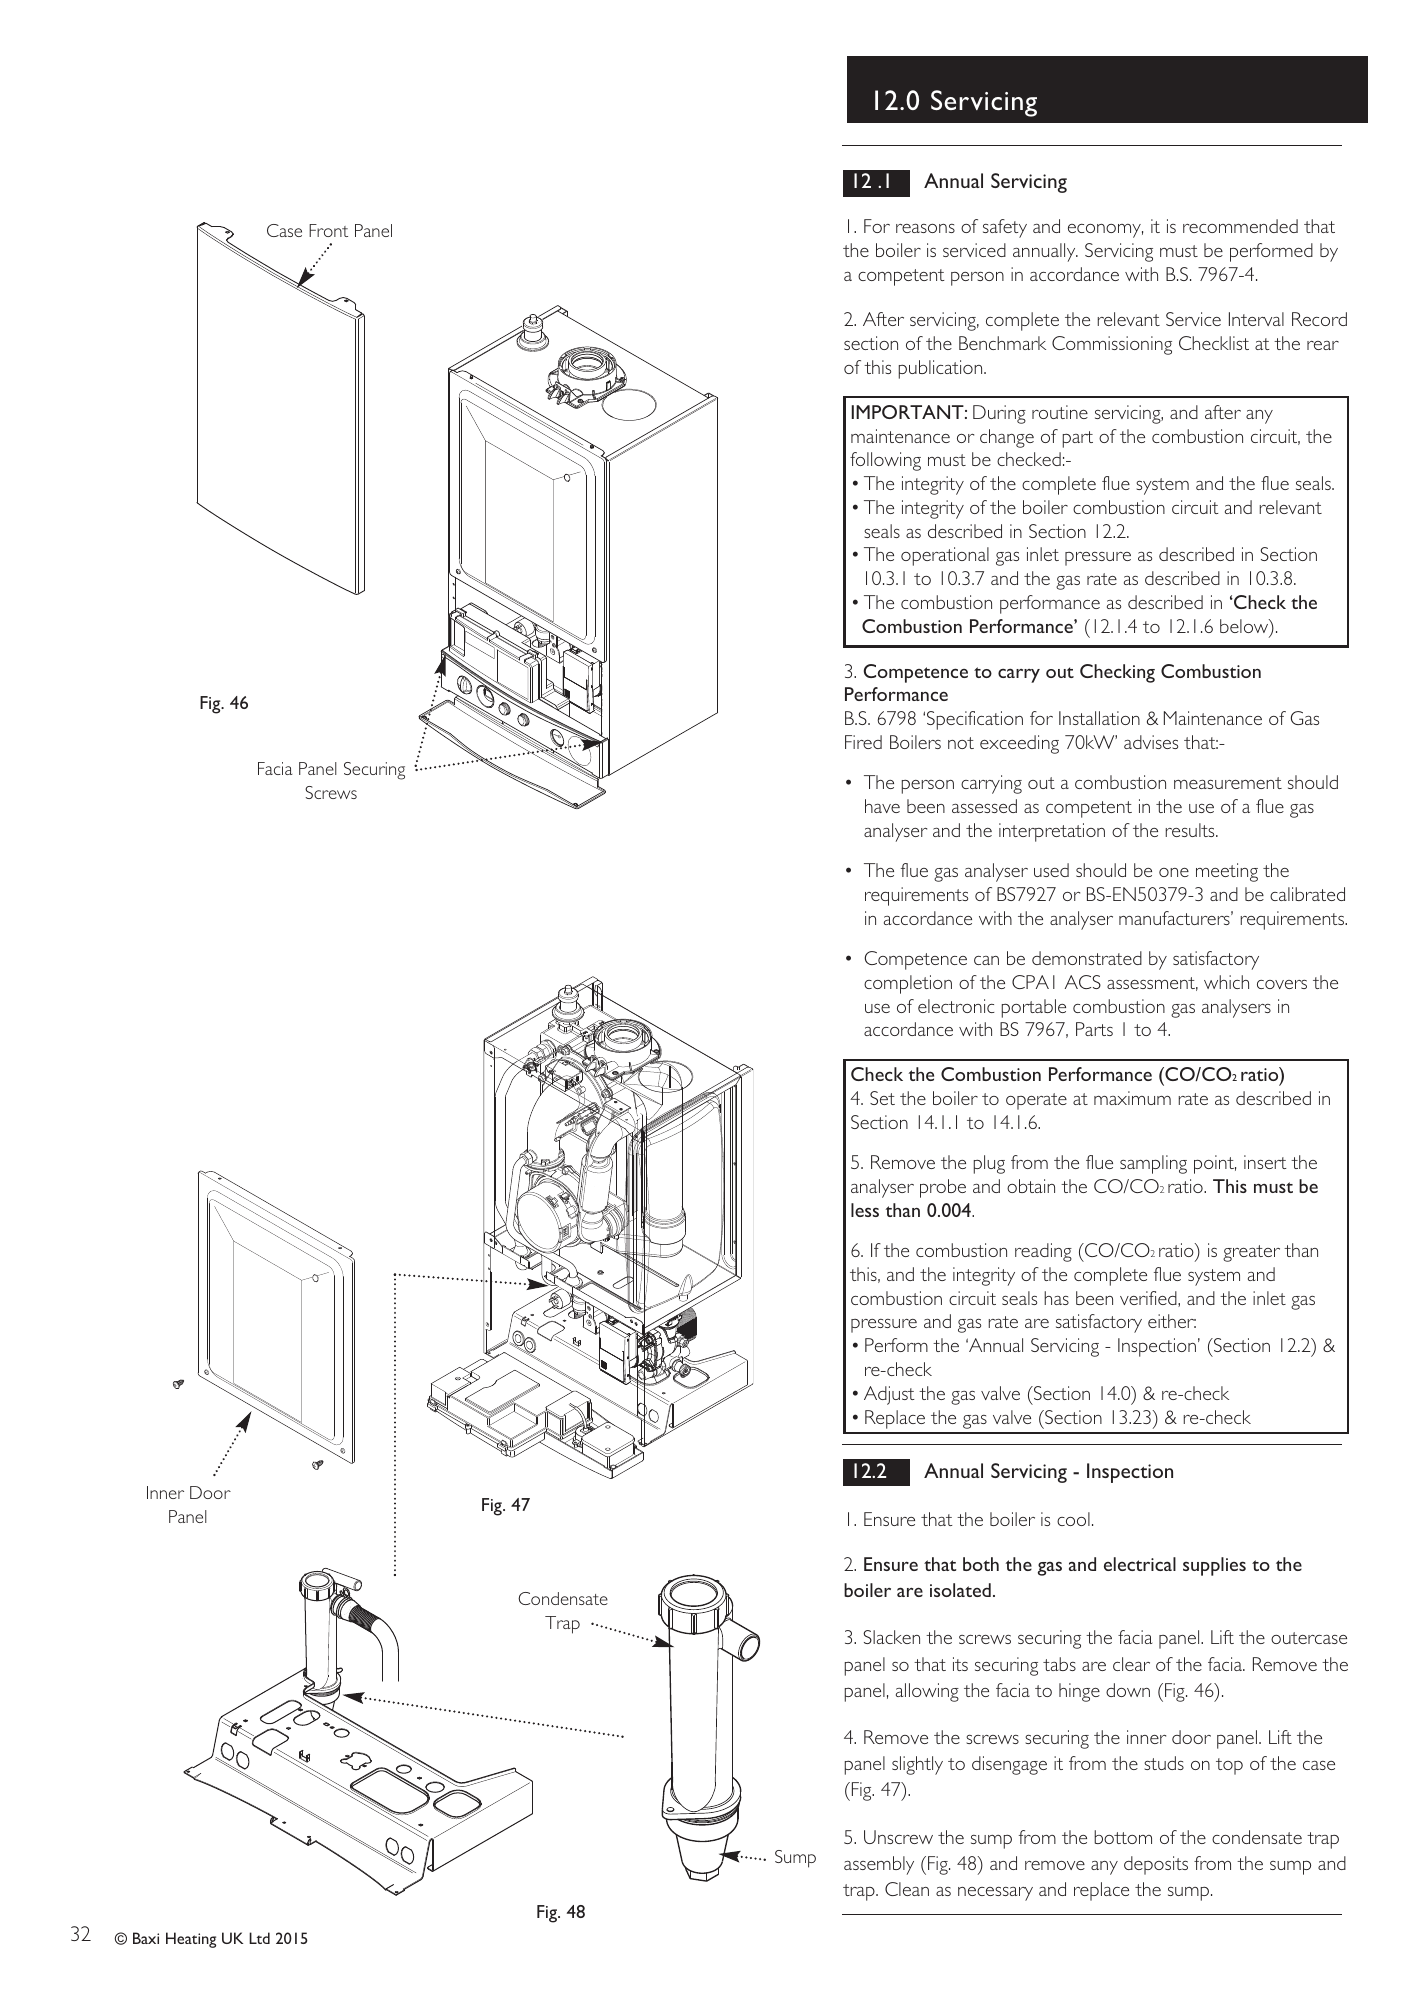 12.0 Servicing
12 .1 Annual Servicing
1. For reasons of safety and economy, it is recommended that
the boiler is serviced annually. Servicing must be performed by
a competent person in accordance with B.S. 7967-4.
2. After servicing, complete the relevant Service Interval Record
section of the Benchmark Commissioning Checklist at the rear
of this publication.
IMPORTANT: During routine servicing, and after any
maintenance or change of part of the combustion circuit, the
following must be checked:-
• The integrity of the complete flue system and the flue seals.
• The integrity of the boiler combustion circuit and relevant
seals as described in Section 12.2.
• The operational gas inlet pressure as described in Section
10.3.1 to 10.3.7 and the gas rate as described in 10.3.8.
• The combustion performance as described in ‘Check the
Combustion Performance’ (12.1.4 to 12.1.6 below).
3. Competence to carry out Checking Combustion
Performance
B.S. 6798 ‘Specification for Installation & Maintenance of Gas
Fired Boilers not exceeding 70kW’ advises that:-
• The person carrying out a combustion measurement should
have been assessed as competent in the use of a flue gas
analyser and the interpretation of the results.
• The flue gas analyser used should be one meeting the
requirements of BS7927 or BS-EN50379-3 and be calibrated
in accordance with the analyser manufacturers’ requirements.
• Competence can be demonstrated by satisfactory
completion of the CPA1 ACS assessment, which covers the
use of electronic portable combustion gas analysers in
accordance with BS 7967, Parts 1 to 4.
Check the Combustion Performance (CO/CO₂ ratio)
4. Set the boiler to operate at maximum rate as described in
Section 14.1.1 to 14.1.6.
5. Remove the plug from the flue sampling point, insert the
analyser probe and obtain the CO/CO₂ ratio. This must be
less than 0.004.
6. If the combustion reading (CO/CO₂ ratio) is greater than
this, and the integrity of the complete flue system and
combustion circuit seals has been verified, and the inlet gas
pressure and gas rate are satisfactory either:
• Perform the ‘Annual Servicing - Inspection’ (Section 12.2) &
re-check
• Adjust the gas valve (Section 14.0) & re-check
• Replace the gas valve (Section 13.23) & re-check
12.2 Annual Servicing - Inspection
1. Ensure that the boiler is cool.
2. Ensure that both the gas and electrical supplies to the
boiler are isolated.
3. Slacken the screws securing the facia panel. Lift the outercase
panel so that its securing tabs are clear of the facia. Remove the
panel, allowing the facia to hinge down (Fig. 46).
4. Remove the screws securing the inner door panel. Lift the
panel slightly to disengage it from the studs on top of the case
(Fig. 47).
5. Unscrew the sump from the bottom of the condensate trap
assembly (Fig. 48) and remove any deposits from the sump and
trap. Clean as necessary and replace the sump.
Case Front Panel
Fig. 46
Facia Panel Securing
Screws
Inner Door
Panel
Fig. 47
Condensate
Trap
Sump
Fig. 48
32 © Baxi Heating UK Ltd 2015